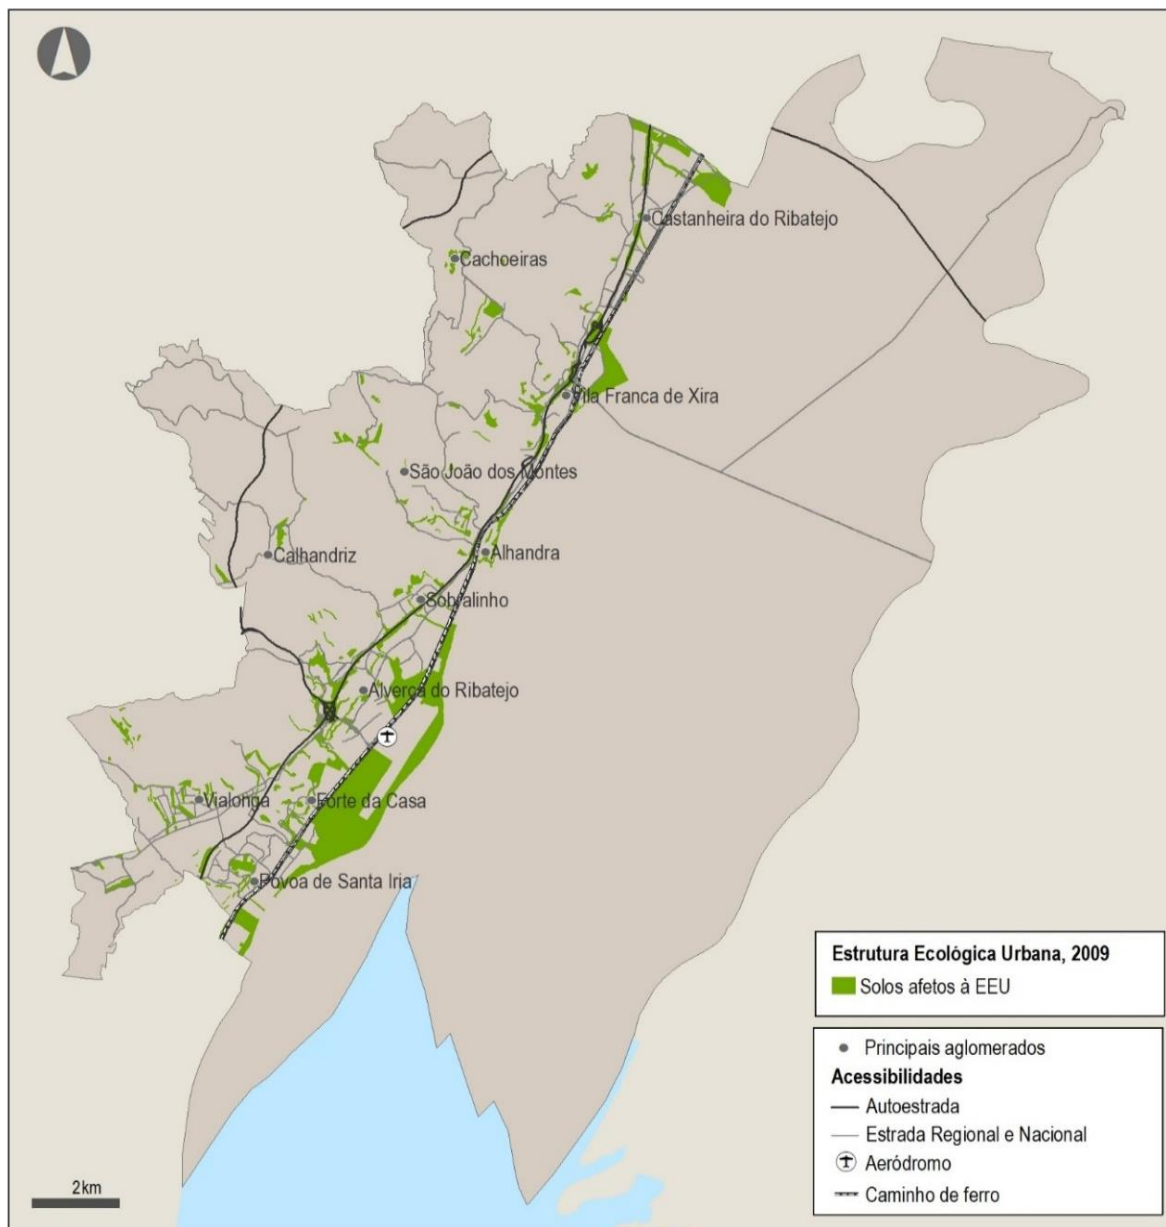 Castanheira do Ribatejo
Cachoeiras
Vila Franca de Xira
São João dos Montes
Alhandra
Calhandriz
Sobralinho
Alverca do Ribatejo
Vialonga
Forte da Casa
Póvoa de Santa Iria
Estrutura Ecológica Urbana, 2009
Solos afetos à EEU
Principais aglomerados
Acessibilidades
Autoestrada
Estrada Regional e Nacional
Aeródromo
Caminho de ferro
2km